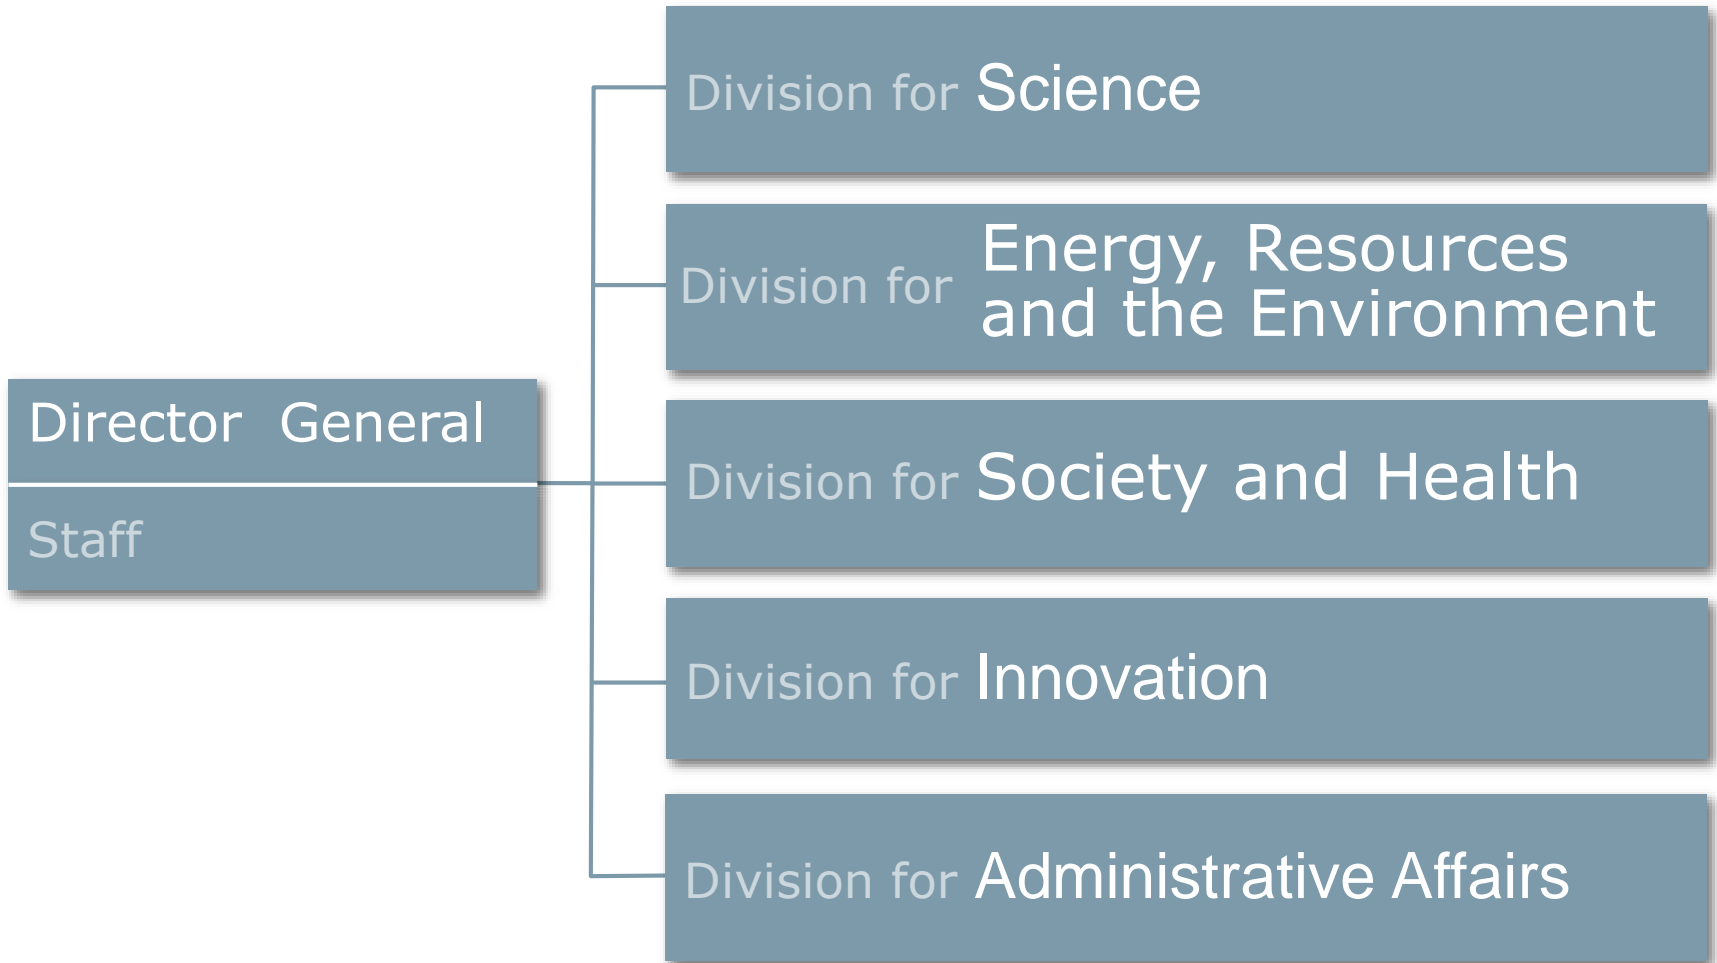 Director General
Staff
Division for Science
Division for Energy, Resources
and the Environment
Division for Society and Health
Division for Innovation
Division for Administrative Affairs